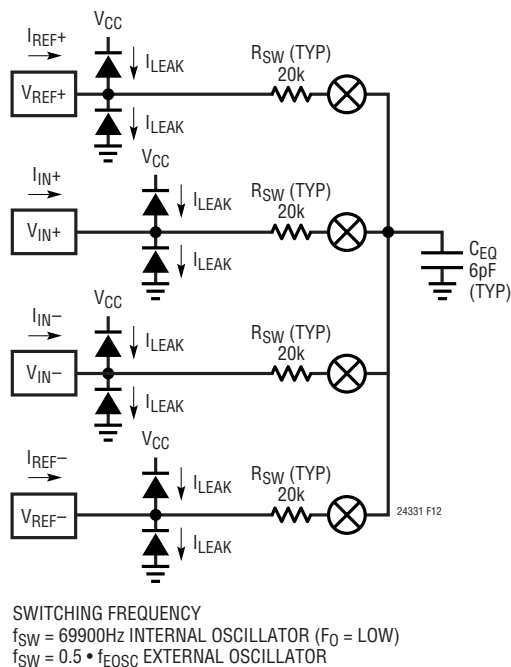 VCC
IREF+
ILEAK
VREF+
ILEAK
RSW (TYP)
20k
VCC
IIN+
ILEAK
VIN+
ILEAK
RSW (TYP)
20k
CEQ
6pF
(TYP)
VCC
IIN−
ILEAK
VIN−
ILEAK
RSW (TYP)
20k
VCC
IREF−
ILEAK
VREF−
ILEAK
RSW (TYP)
20k
24331 F12
SWITCHING FREQUENCY
fSW = 69900Hz INTERNAL OSCILLATOR (FO = LOW)
fSW = 0.5 • fEOSC EXTERNAL OSCILLATOR